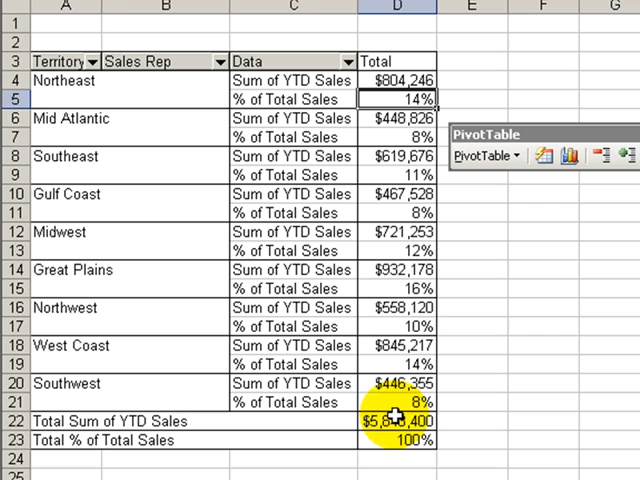 A B C D E F G
1
2
3 Territory Sales Rep Data Total
4 Northeast Sum of YTD Sales $804,246
5 % of Total Sales 14%
6 Mid Atlantic Sum of YTD Sales $448,826
7 % of Total Sales 8%
8 Southeast Sum of YTD Sales $619,676
9 % of Total Sales 11%
10 Gulf Coast Sum of YTD Sales $467,528
11 % of Total Sales 8%
12 Midwest Sum of YTD Sales $721,253
13 % of Total Sales 12%
14 Great Plains Sum of YTD Sales $932,178
15 % of Total Sales 16%
16 Northwest Sum of YTD Sales $558,120
17 % of Total Sales 10%
18 West Coast Sum of YTD Sales $845,217
19 % of Total Sales 14%
20 Southwest Sum of YTD Sales $446,355
21 % of Total Sales 8%
22 Total Sum of YTD Sales
23 Total % of Total Sales 100%
24
25
PivotTable
PivotTable